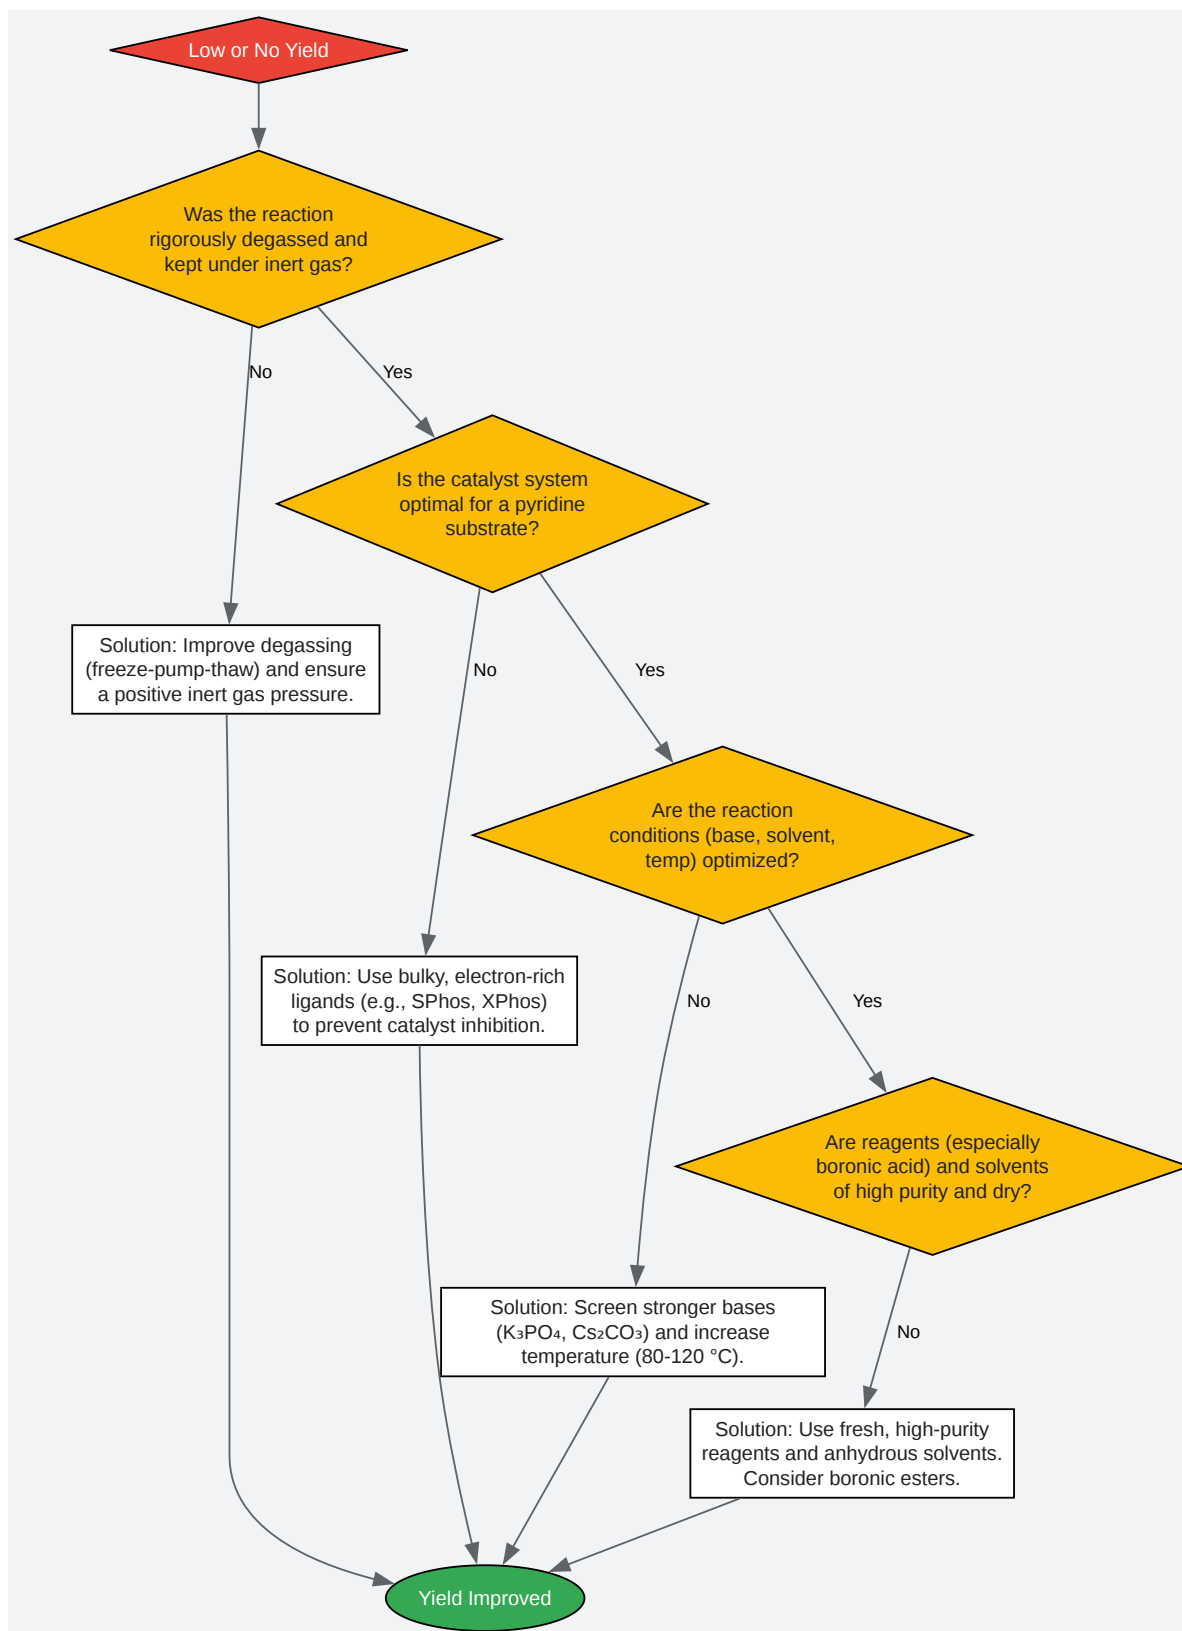 Low or No Yield
Was the reaction
rigorously degassed and
kept under inert gas?
No
Yes
Is the catalyst system
optimal for a pyridine
substrate?
Solution: Improve degassing
(freeze-pump-thaw) and ensure
a positive inert gas pressure.
No
Yes
Are the reaction
conditions (base, solvent,
temp) optimized?
Solution: Use bulky, electron-rich
ligands (e.g., SPhos, XPhos)
to prevent catalyst inhibition.
No
Yes
Are reagents (especially
boronic acid) and solvents
of high purity and dry?
Solution: Screen stronger bases
(K₃PO₄, Cs₂CO₃) and increase
temperature (80-120 °C).
No
Solution: Use fresh, high-purity
reagents and anhydrous solvents.
Consider boronic esters.
Yield Improved